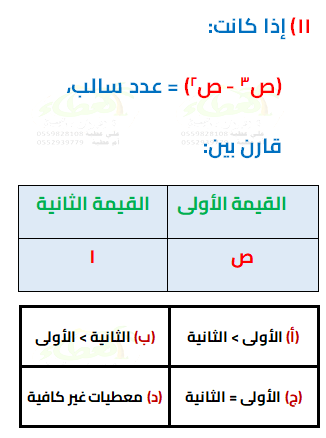 ١١) إذا كانت:
(ص٣ - ص٢) = عدد سالب،
قارن بين:
القيمة الأولى القيمة الثانية
ص ١
(أ) الأولى > الثانية (ب) الثانية > الأولى
(ج) الأولى = الثانية (د) معطيات غير كافية